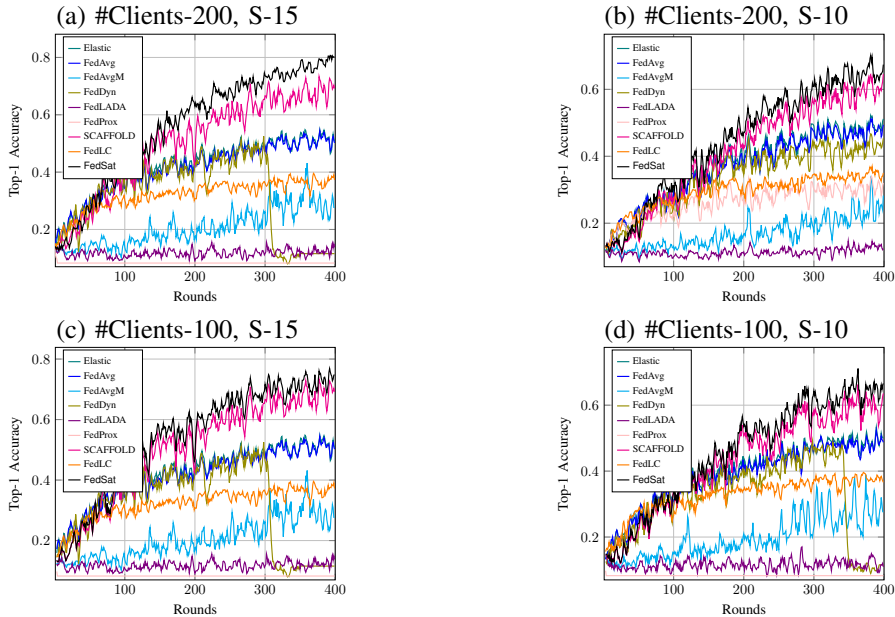 (a) #Clients-200, S-15
0.8
0.6
0.4
0.2
Top-1 Accuracy
Elastic
FedAvg
FedAvgM
FedDyn
FedLADA
FedProx
SCAFFOLD
FedLC
FedSat
100 200 300 400
Rounds
(b) #Clients-200, S-10
0.6
0.4
0.2
Top-1 Accuracy
Elastic
FedAvg
FedAvgM
FedDyn
FedLADA
FedProx
SCAFFOLD
FedLC
FedSat
100 200 300 400
Rounds
(c) #Clients-100, S-15
0.8
0.6
0.4
0.2
Top-1 Accuracy
Elastic
FedAvg
FedAvgM
FedDyn
FedLADA
FedProx
SCAFFOLD
FedLC
FedSat
100 200 300 400
Rounds
(d) #Clients-100, S-10
0.6
0.4
0.2
Top-1 Accuracy
Elastic
FedAvg
FedAvgM
FedDyn
FedLADA
FedProx
SCAFFOLD
FedLC
FedSat
100 200 300 400
Rounds